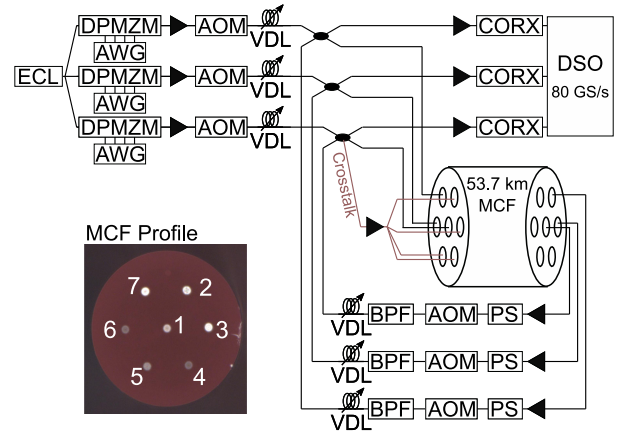 DPMZM
AOM
VDL
CORX
AWG
ECL
DPMZM
AOM
VDL
CORX
DSO
80 GS/s
AWG
DPMZM
AOM
VDL
CORX
AWG
Crosstalk
53.7 km
MCF
MCF Profile
7
2
6
1
3
5
4
VDL
BPF
AOM
PS
VDL
BPF
AOM
PS
VDL
BPF
AOM
PS